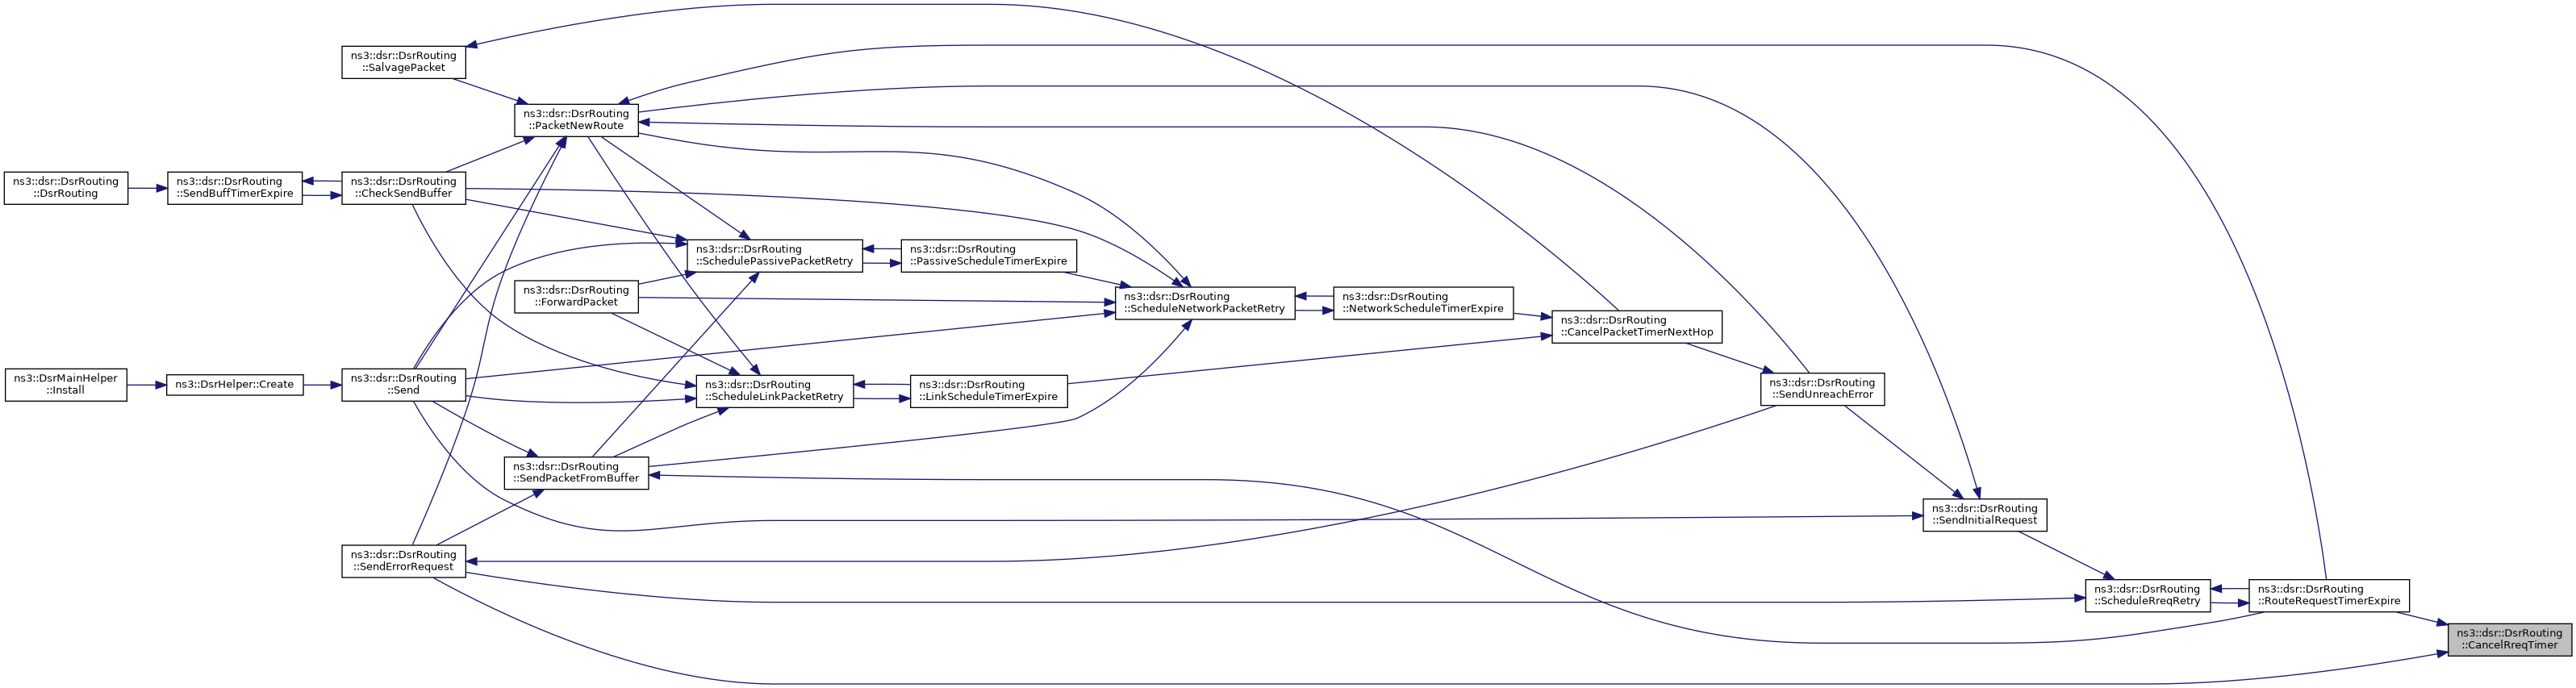 ns3::dsr::DsrRouting
::SalvagePacket
ns3::dsr::DsrRouting
::PacketNewRoute
ns3::dsr::DsrRouting
::DsrRouting
ns3::dsr::DsrRouting
::SendBuffTimerExpire
ns3::dsr::DsrRouting
::CheckSendBuffer
ns3::dsr::DsrRouting
::SchedulePassivePacketRetry
ns3::dsr::DsrRouting
::PassiveScheduleTimerExpire
ns3::dsr::DsrRouting
::ForwardPacket
ns3::dsr::DsrRouting
::ScheduleNetworkPacketRetry
ns3::dsr::DsrRouting
::NetworkScheduleTimerExpire
ns3::dsr::DsrRouting
::CancelPacketTimerNextHop
ns3::DsrMainHelper
::Install
ns3::DsrHelper::Create
ns3::dsr::DsrRouting
::Send
ns3::dsr::DsrRouting
::ScheduleLinkPacketRetry
ns3::dsr::DsrRouting
::LinkScheduleTimerExpire
ns3::dsr::DsrRouting
::SendUnreachError
ns3::dsr::DsrRouting
::SendPacketFromBuffer
ns3::dsr::DsrRouting
::SendInitialRequest
ns3::dsr::DsrRouting
::SendErrorRequest
ns3::dsr::DsrRouting
::ScheduleRreqRetry
ns3::dsr::DsrRouting
::RouteRequestTimerExpire
ns3::dsr::DsrRouting
::CancelRreqTimer